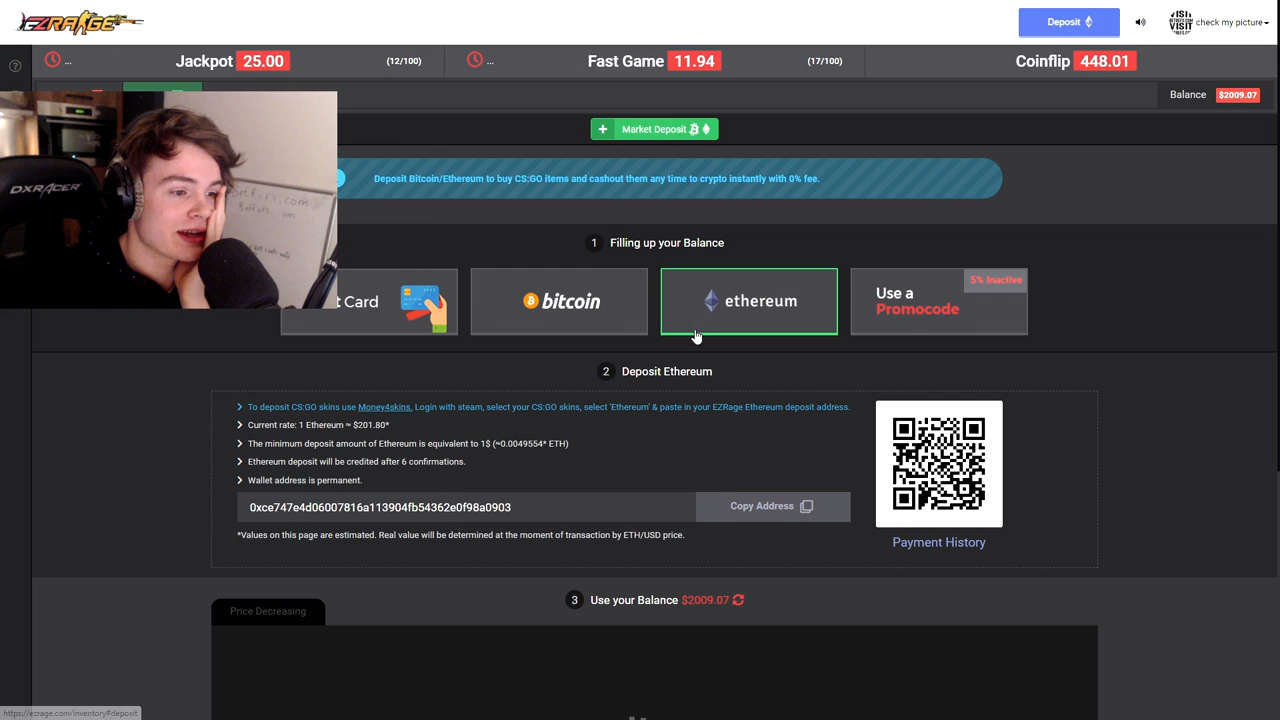 EZRAGE
Deposit
VISIT
check my picture
...
Jackpot 25.00
(12/100)
...
Fast Game 11.94
(17/100)
Coinflip 448.01
Balance $2009.07
+ Market Deposit
Deposit Bitcoin/Ethereum to buy CS:GO items and cashout them any time to crypto instantly with 0% fee.
DXRACER
1 Filling up your Balance
Card
bitcoin
ethereum
5% Inactive
Use a
Promocode
2 Deposit Ethereum
To deposit CS:GO skins use Money4skins. Login with steam, select your CS:GO skins, select 'Ethereum' & paste in your EZRage Ethereum deposit address.
Current rate: 1 Ethereum ≈ $201.80*
The minimum deposit amount of Ethereum is equivalent to 1$ (≈0.0049554* ETH)
Ethereum deposit will be credited after 6 confirmations.
Wallet address is permanent.
0xce747e4d06007816a113904fb54362e0f98a0903
Copy Address
*Values on this page are estimated. Real value will be determined at the moment of transaction by ETH/USD price.
Payment History
3 Use your Balance $2009.07
Price Decreasing
https://ezrage.com/inventory#deposit